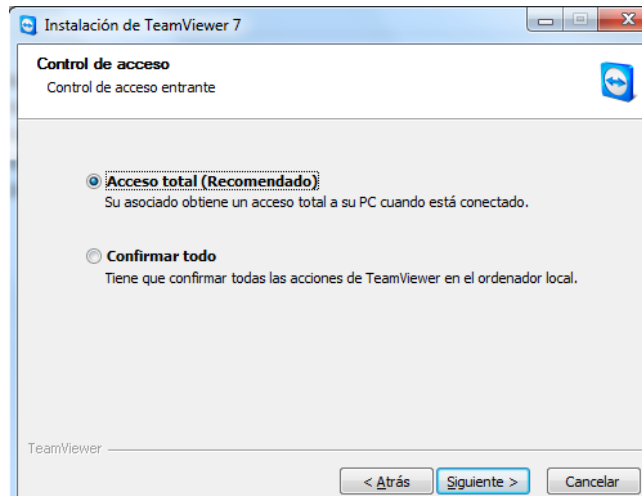 Instalación de TeamViewer 7
Control de acceso
Control de acceso entrante
Acceso total (Recomendado)
Su asociado obtiene un acceso total a su PC cuando está conectado.
Confirmar todo
Tiene que confirmar todas las acciones de TeamViewer en el ordenador local.
TeamViewer
< Atrás Siguiente > Cancelar